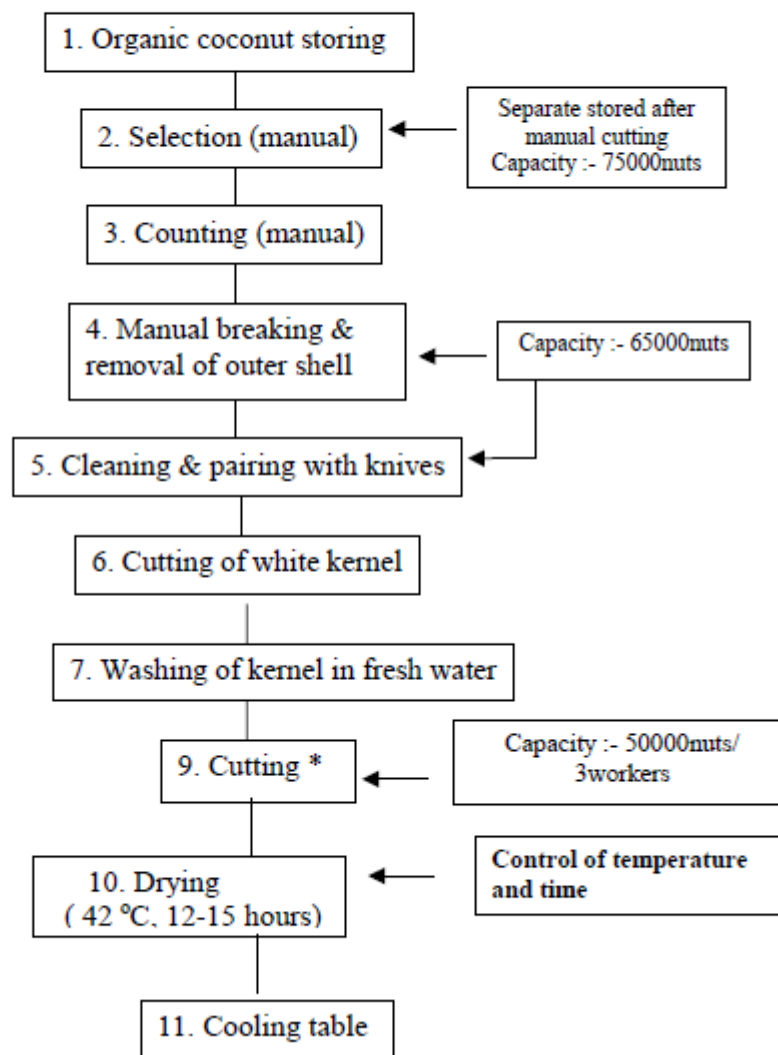 1. Organic coconut storing
2. Selection (manual)
Separate stored after
manual cutting
Capacity :- 75000nuts
3. Counting (manual)
4. Manual breaking &
removal of outer shell
Capacity :- 65000nuts
5. Cleaning & pairing with knives
6. Cutting of white kernel
7. Washing of kernel in fresh water
9. Cutting *
Capacity :- 50000nuts/
3workers
10. Drying
( 42 °C, 12-15 hours)
Control of temperature
and time
11. Cooling table